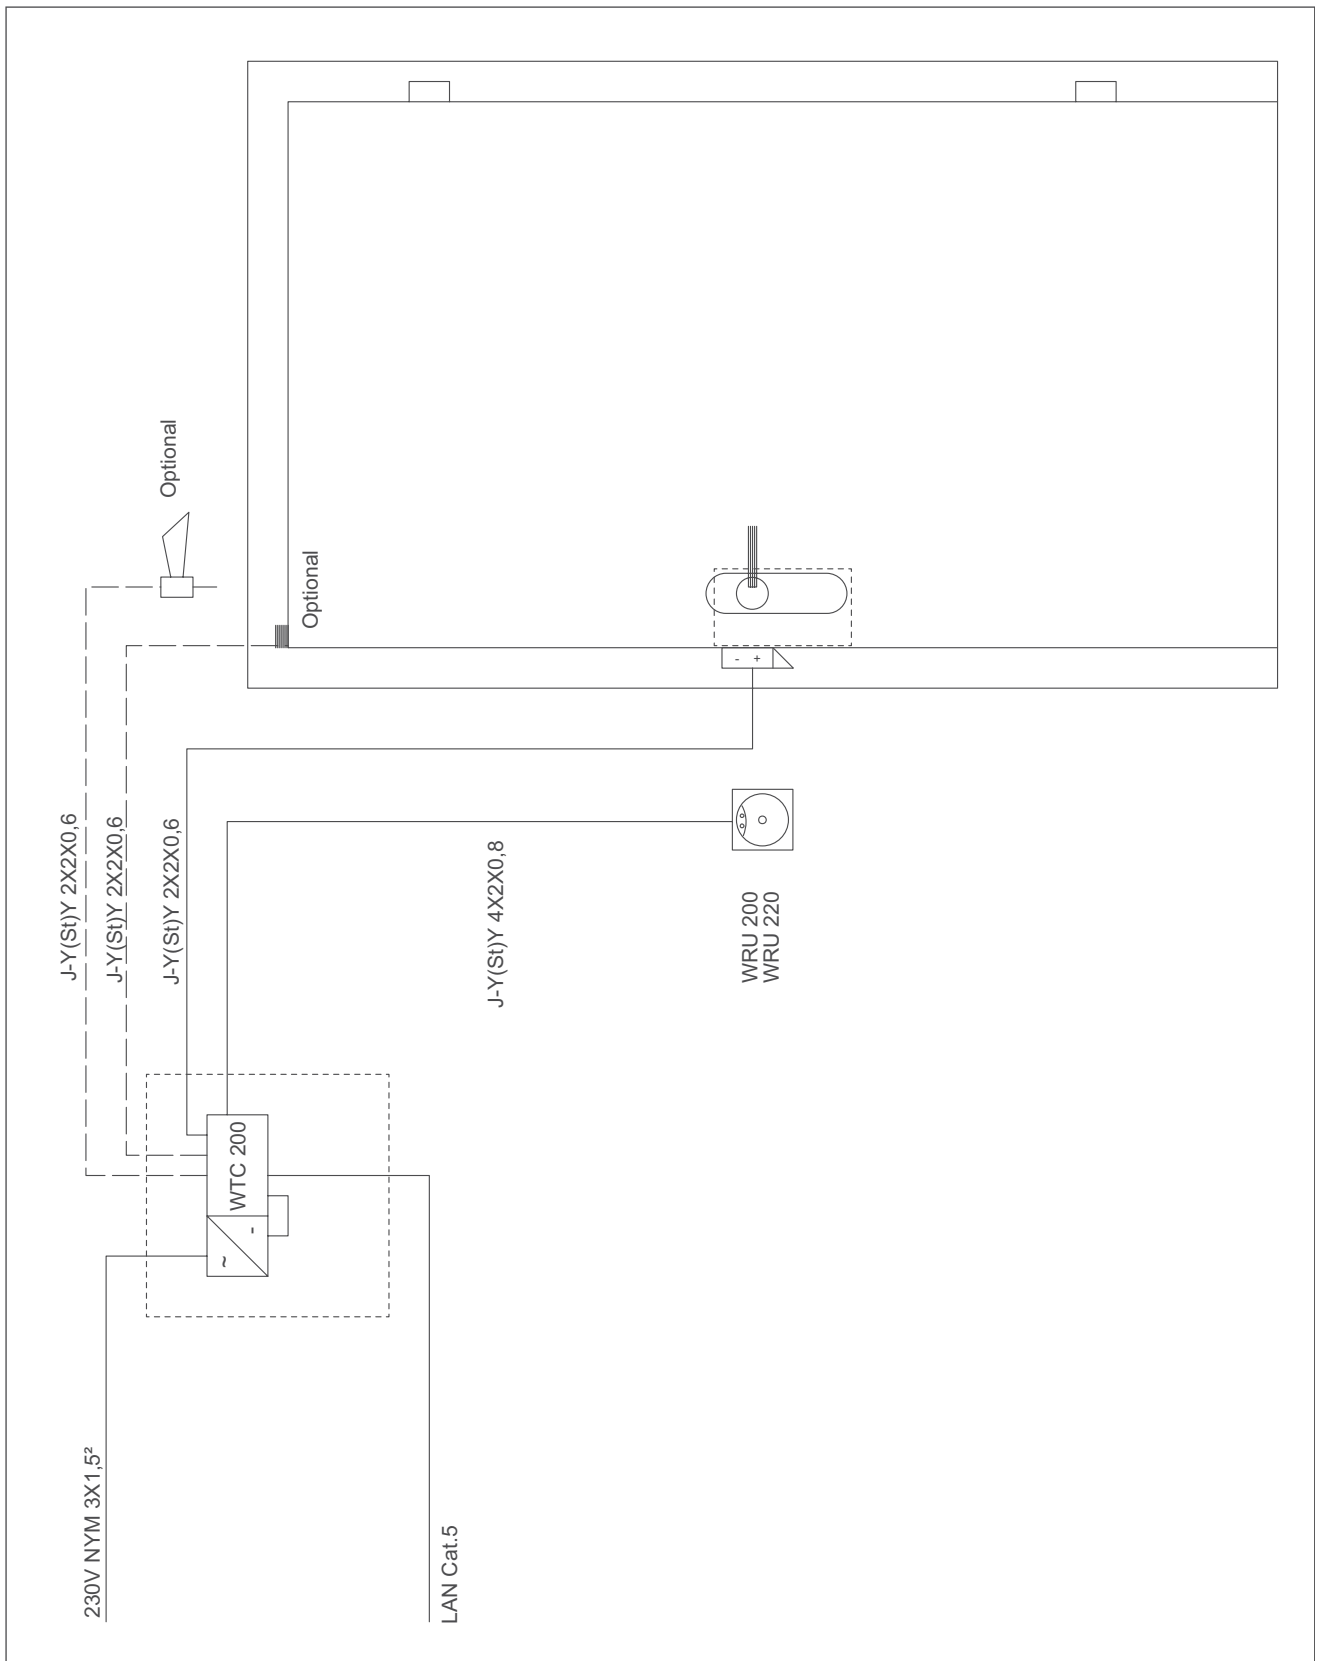 230V NYM 3X1,5²
J-Y(St)Y 2X2X0,6
J-Y(St)Y 2X2X0,6
J-Y(St)Y 2X2X0,6
Optional
Optional
~
-
WTC 200
LAN Cat.5
J-Y(St)Y 4X2X0,8
- +
WRU 200
WRU 220